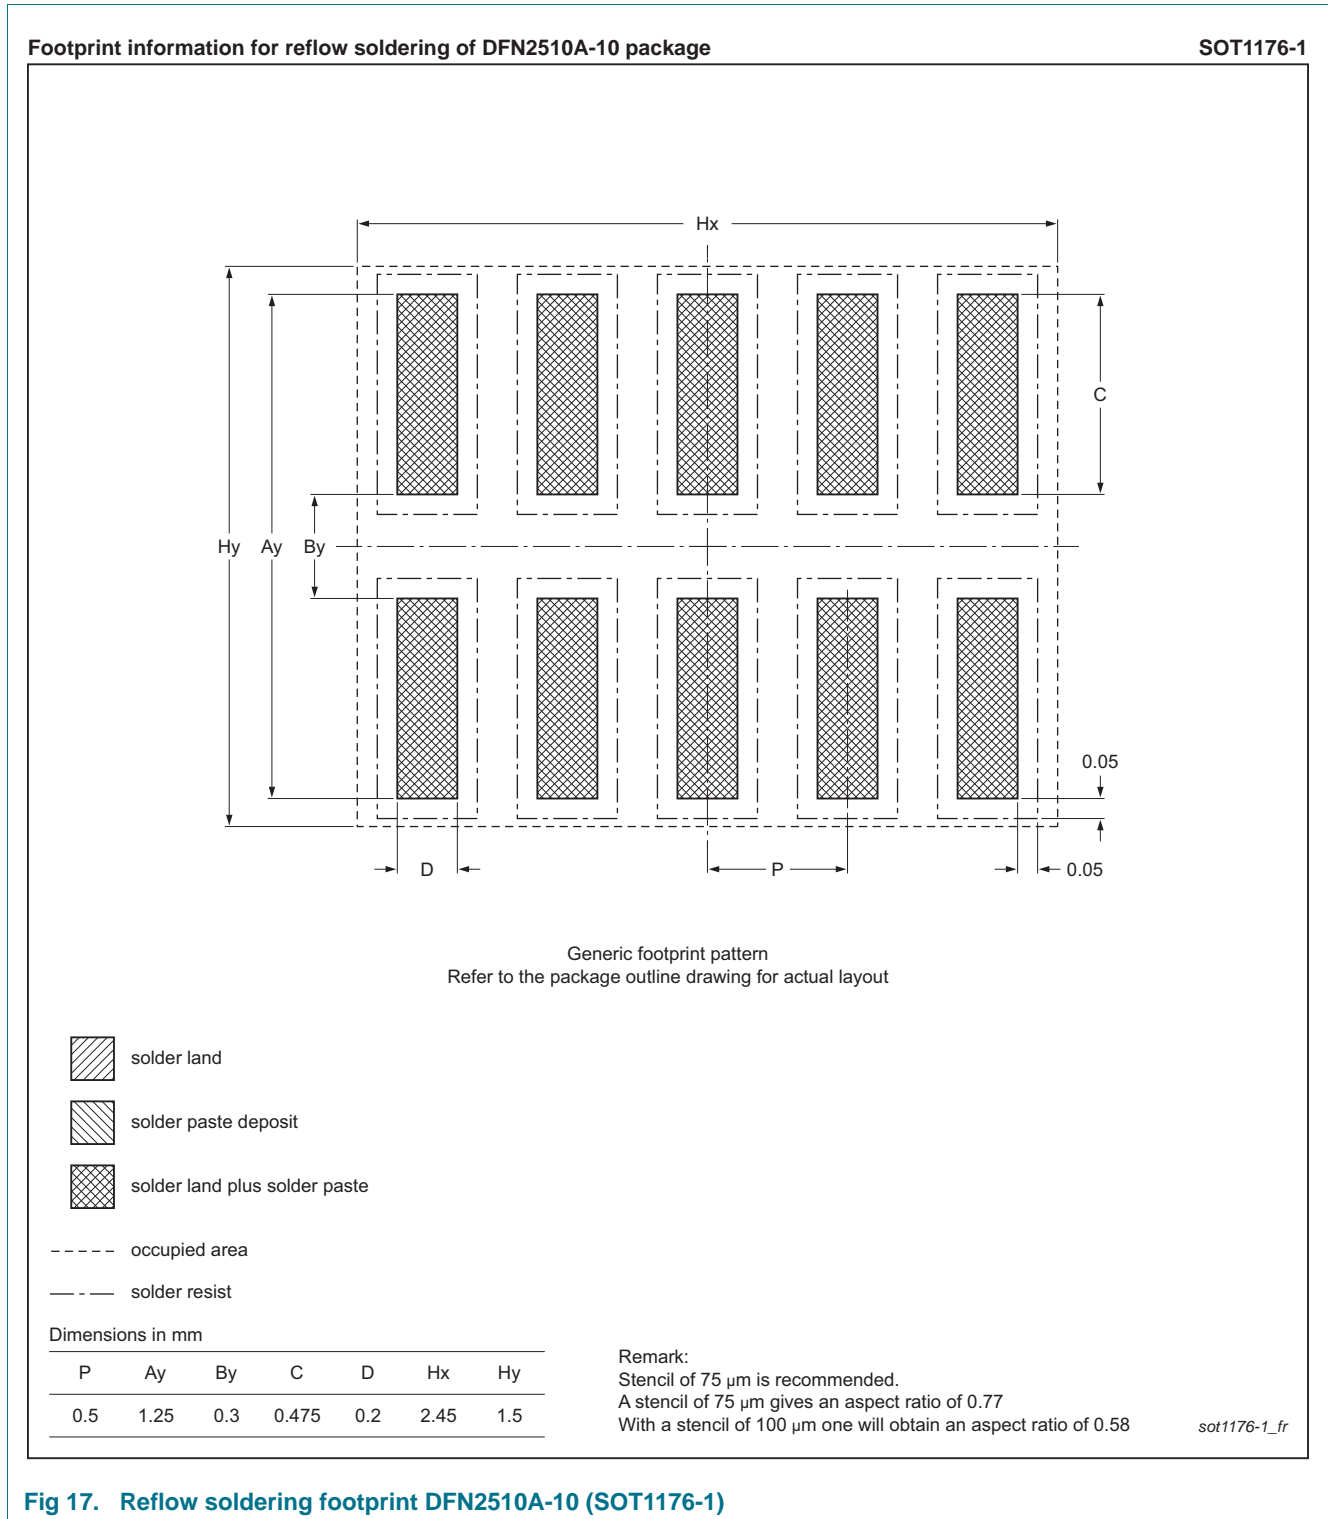 Footprint information for reflow soldering of DFN2510A-10 package SOT1176-1
Hx
C
Hy Ay By
0.05
D P 0.05
Generic footprint pattern
Refer to the package outline drawing for actual layout
solder land
solder paste deposit
solder land plus solder paste
occupied area
solder resist
Dimensions in mm
P Ay By C D Hx Hy
0.5 1.25 0.3 0.475 0.2 2.45 1.5
Remark:
Stencil of 75 μm is recommended.
A stencil of 75 μm gives an aspect ratio of 0.77
With a stencil of 100 μm one will obtain an aspect ratio of 0.58
sot1176-1_fr
Fig 17. Reflow soldering footprint DFN2510A-10 (SOT1176-1)